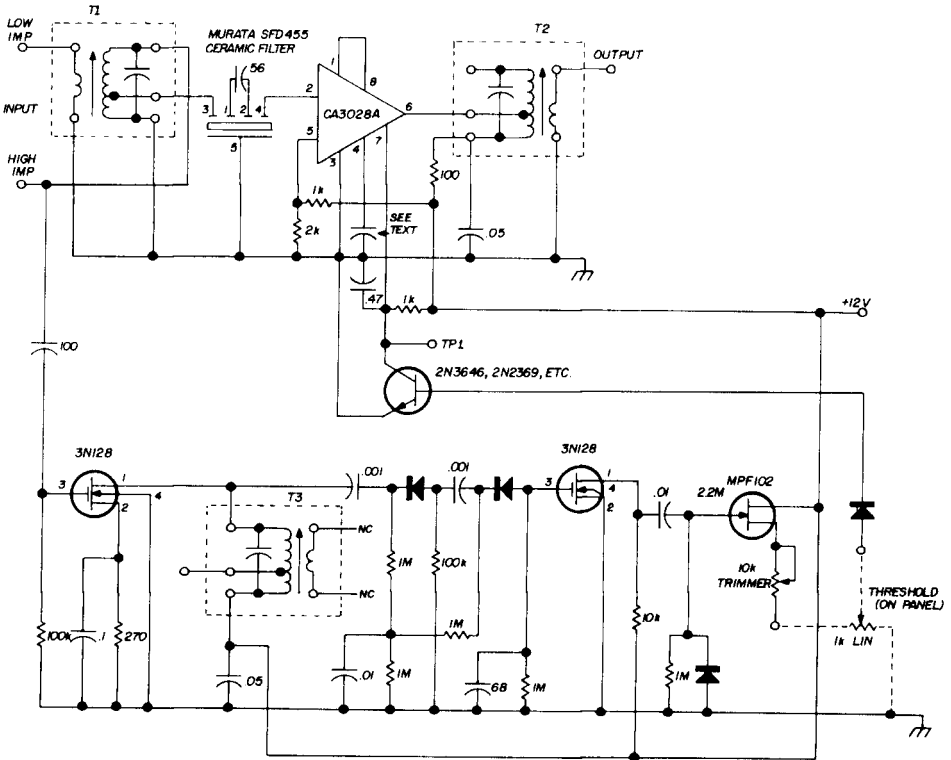 T1
LOW IMP
INPUT
HIGH IMP
MURATA SFD455
CERAMIC FILTER
56
3 1 2 4
5
1
8
2
CA3028A
6
5
3
4
7
T2
OUTPUT
100
1k
2k
SEE TEXT
.05
.47
1k
+12V
TP1
2N3646, 2N2369, ETC.
100
3N128
3
1
4
2
.001
.001
3N128
3
1
4
2
.01
2.2M
MPF102
T3
NC
NC
1M
100k
1M
10k
10k
TRIMMER
THRESHOLD
(ON PANEL)
1k LIN
100k
.1
270
.05
.01
1M
.68
1M
1M